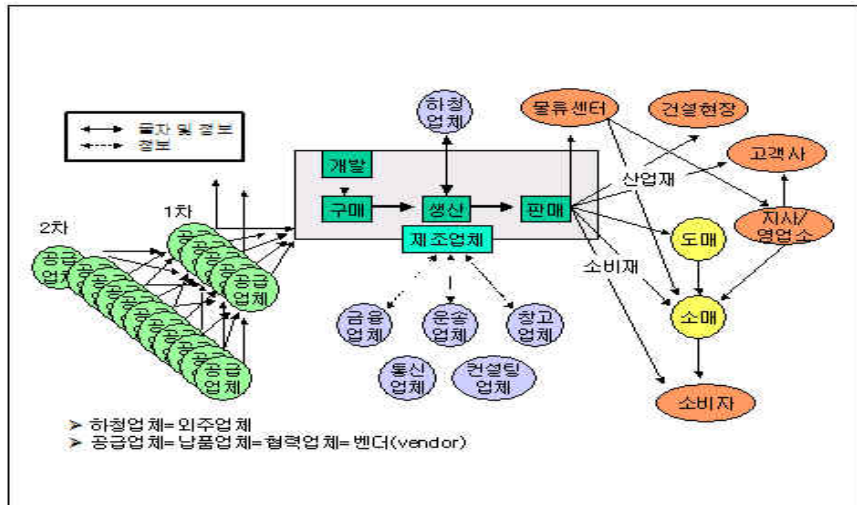 물자 및 정보
정보
하청
업체
물류센터
건설현장
고객사
개발
산업재
구매
생산
판매
제조업체
지사/
영업소
도매
소비재
소매
소비자
2차
1차
공급
업체
공급
업체
공급
업체
금융
업체
운송
업체
창고
업체
통신
업체
컨설팅
업체
➢ 하청업체=외주업체
➢ 공급업체=납품업체=협력업체=벤더(vendor)